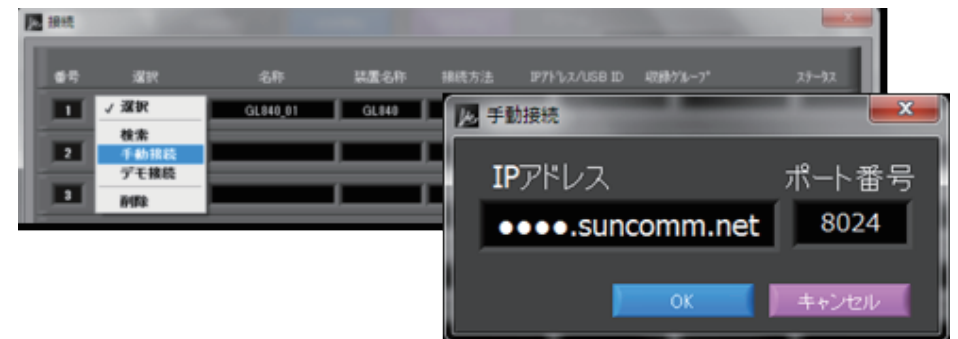 接続
番号 選択 名称 装置名称 接続方法 IPアドレス/USB ID 収録グループ ステータス
1 ✓ 選択 GL840_01 GL840
検索
2 手動接続
デモ接続
3 削除
手動接続
IPアドレス ポート番号
●●●●.suncomm.net 8024
OK キャンセル